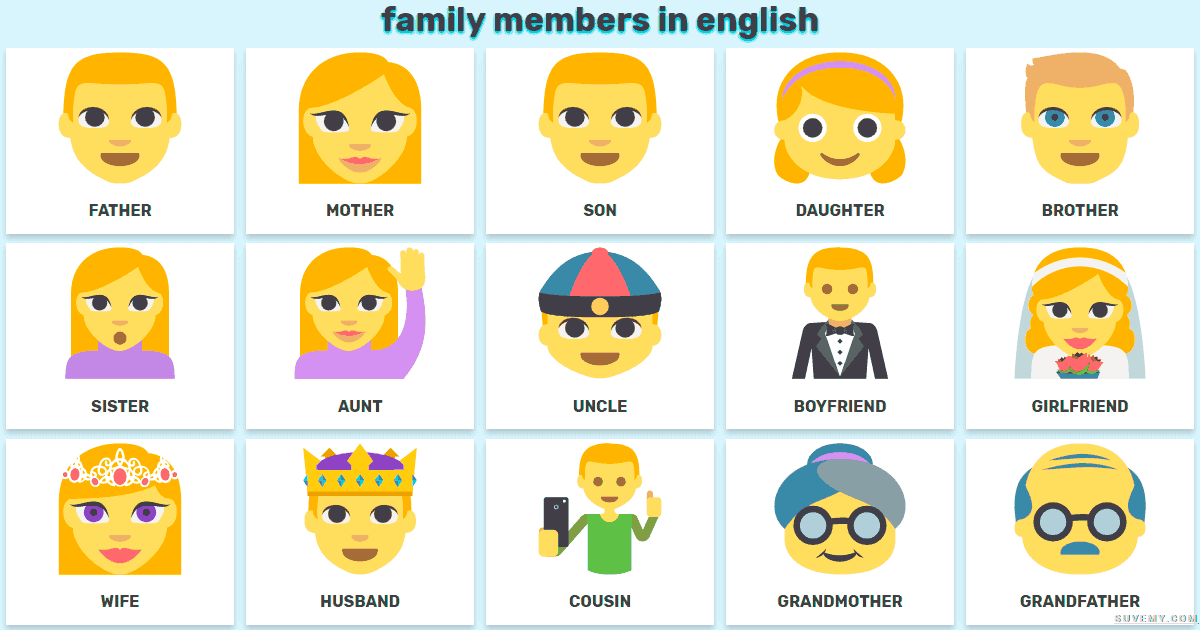 family members in english
FATHER
MOTHER
SON
DAUGHTER
BROTHER
SISTER
AUNT
UNCLE
BOYFRIEND
GIRLFRIEND
WIFE
HUSBAND
COUSIN
GRANDMOTHER
GRANDFATHER
SUVEMY.COM